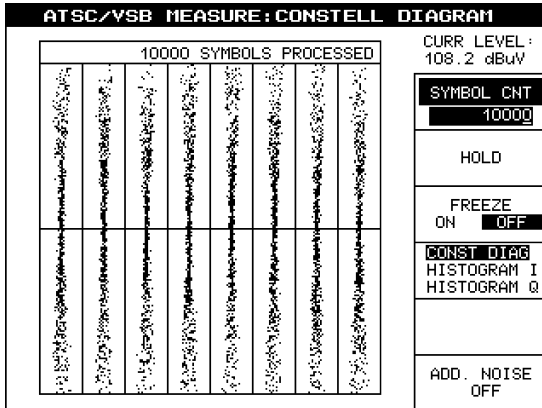 ATSC/VSB MEASURE:CONSTELL DIAGRAM
10000 SYMBOLS PROCESSED
CURR LEVEL:
108.2 dBuV
SYMBOL CNT
10000
HOLD
FREEZE
ON OFF
CONST DIAG
HISTOGRAM I
HISTOGRAM Q
ADD. NOISE
OFF